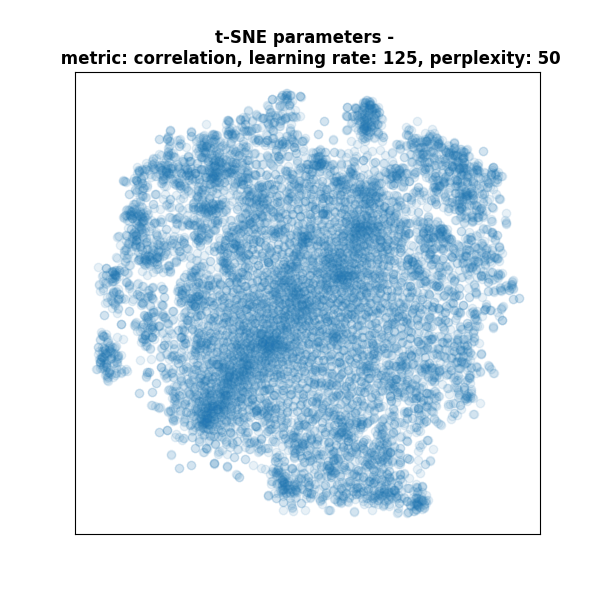 t-SNE parameters -
metric: correlation, learning rate: 125, perplexity: 50